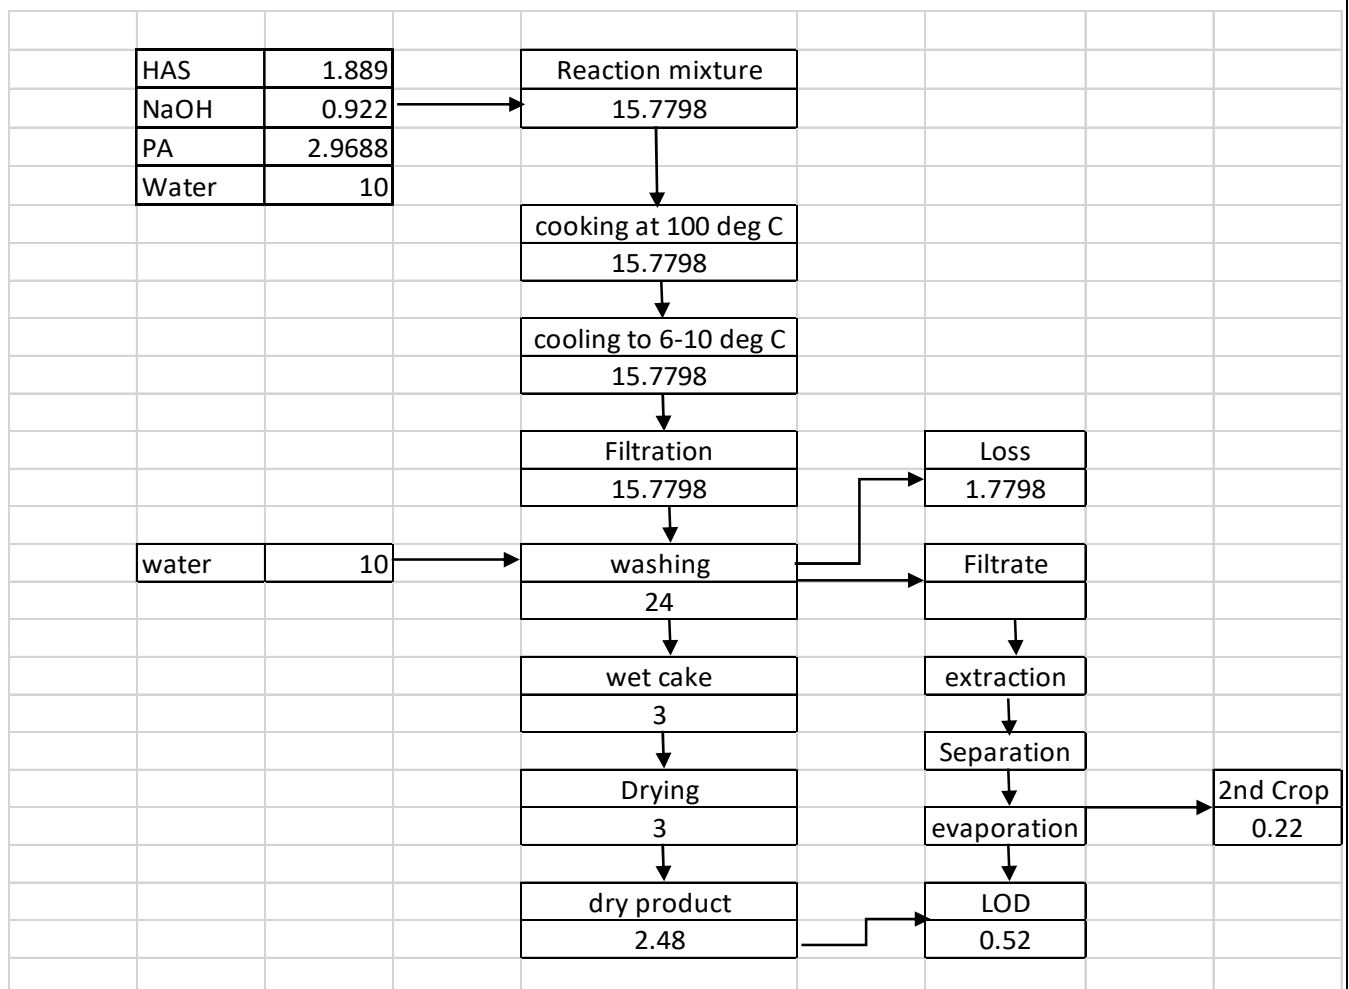 HAS 1.889
NaOH 0.922
PA 2.9688
Water 10
Reaction mixture
15.7798
cooking at 100 deg C
15.7798
cooling to 6-10 deg C
15.7798
Filtration
15.7798
Loss
1.7798
water 10
washing
24
Filtrate
wet cake
3
extraction
Separation
Drying
3
evaporation
2nd Crop
0.22
dry product
2.48
LOD
0.52